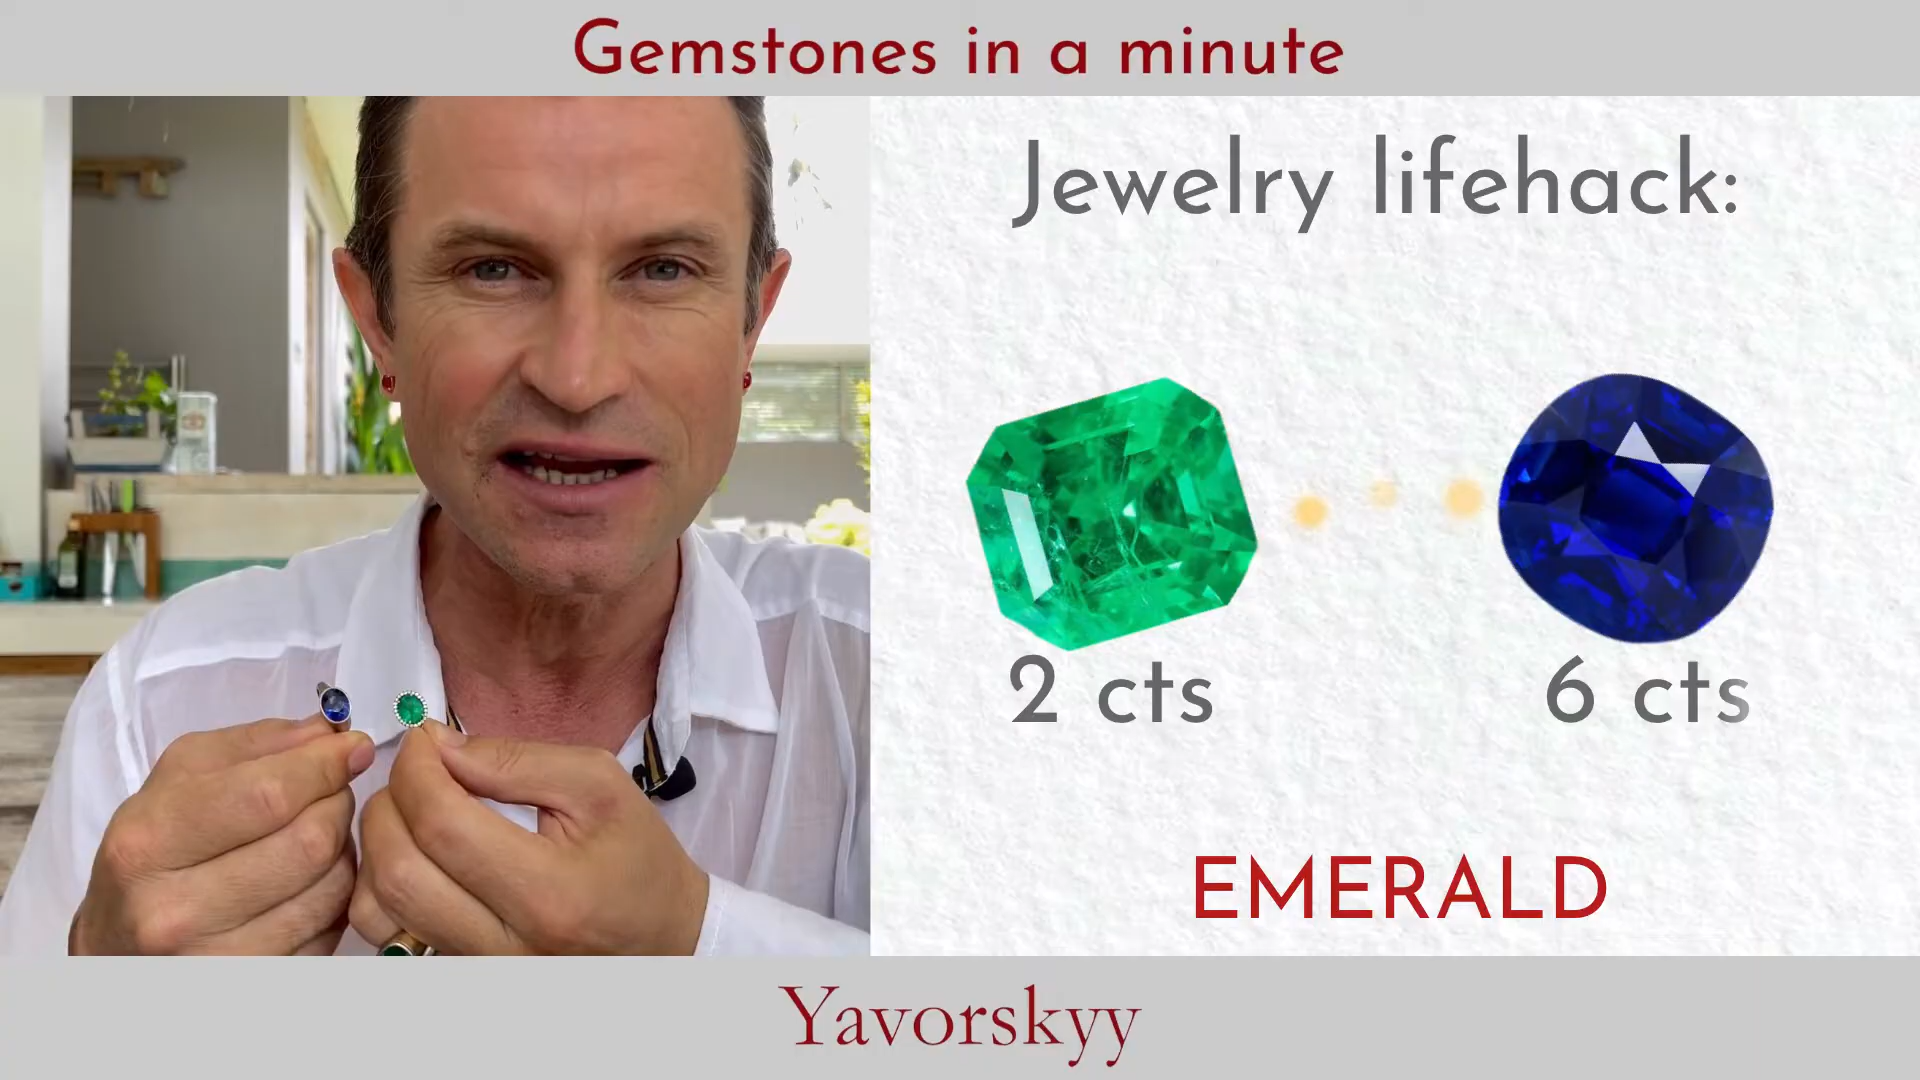 Gemstones in a minute
Jewelry lifehack:
2 cts
6 cts
EMERALD
Yavorskyy